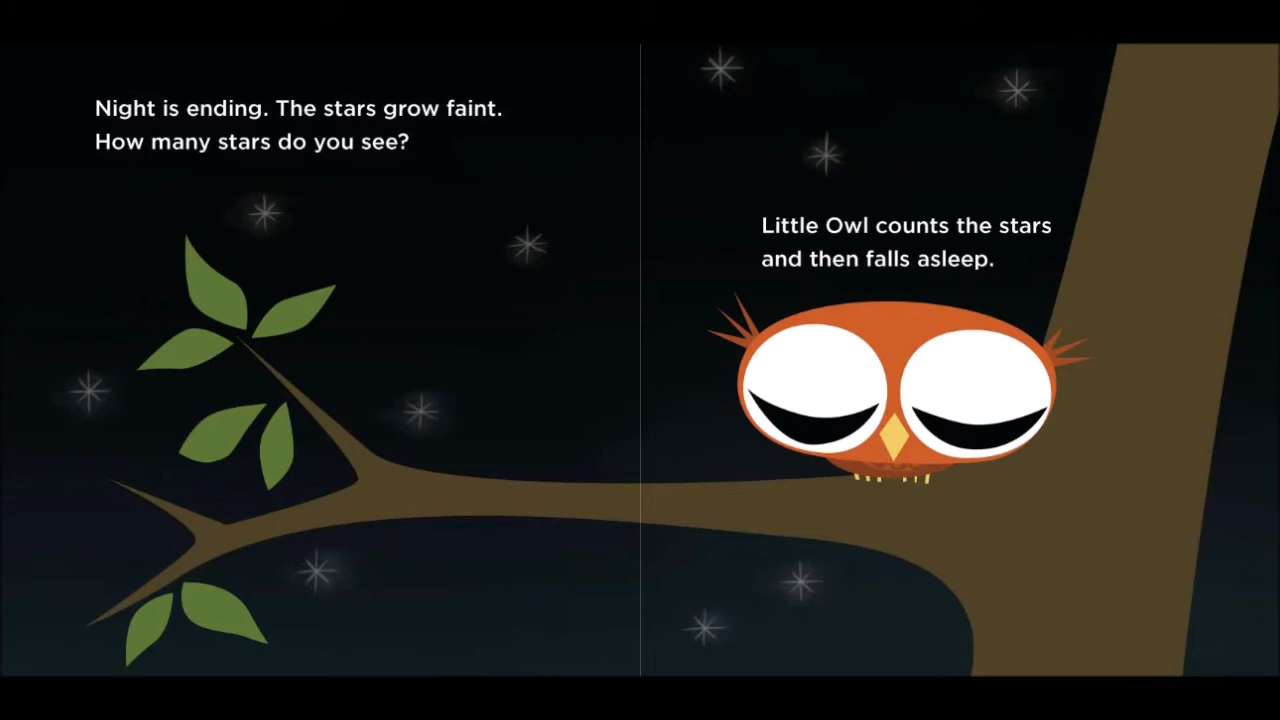 Night is ending. The stars grow faint.
How many stars do you see?
Little Owl counts the stars
and then falls asleep.